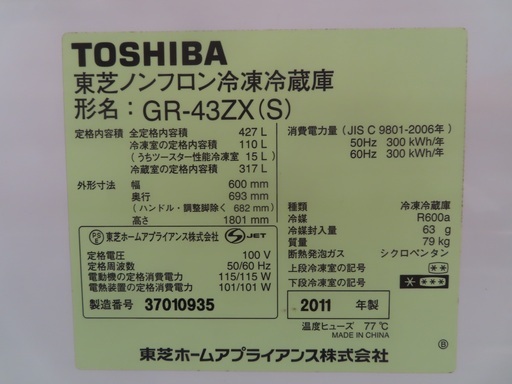 TOSHIBA
東芝ノンフロン冷凍冷蔵庫
形名：GR-43ZX(S)
定格内容積 全定格内容積 427 L
冷凍室の定格内容積 110 L
(うちツースター性能冷凍室 15 L)
冷蔵室の定格内容積 317 L
外形寸法 幅 600 mm
奥行 693 mm
(ハンドル・調整脚除く 682 mm)
高さ 1801 mm
消費電力量 (JIS C 9801-2006年)
50Hz 300 kWh/年
60Hz 300 kWh/年
種類 冷凍冷蔵庫
冷媒 R600a
冷媒封入量 63 g
質量 79 kg
断熱発泡ガス シクロペンタン
上段冷凍室の記号 **
下段冷凍室の記号 * ***
PSE 東芝ホームアプライアンス株式会社 S JET
定格電圧 100 V
定格周波数 50/60 Hz
電動機の定格消費電力 115/115 W
電熱装置の定格消費電力 101/101 W
製造番号 37010935
2011 年製
温度ヒューズ 77℃
MADE IN CHINA
東芝ホームアプライアンス株式会社
Ⓑ